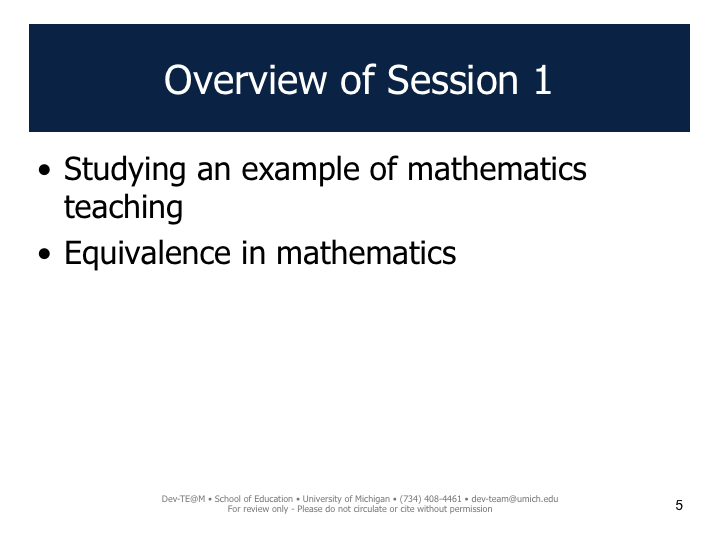 Overview of Session 1
• Studying an example of mathematics
teaching
• Equivalence in mathematics
Dev-TE@M • School of Education • University of Michigan • (734) 408-4461 • dev-team@umich.edu
For review only - Please do not circulate or cite without permission
5